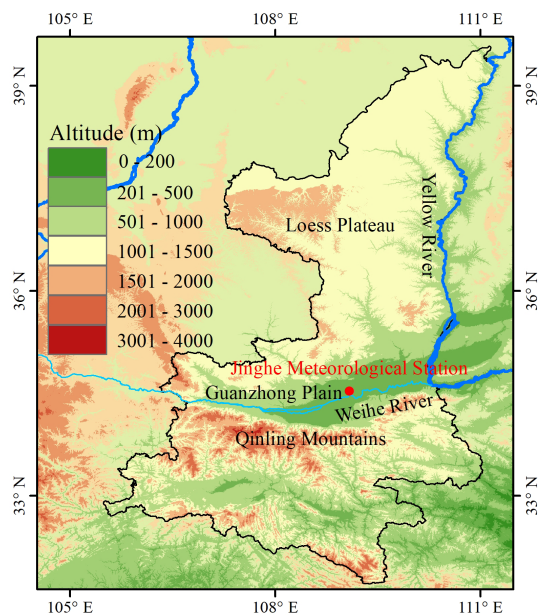 105° E 108° E 111° E
39° N 39° N
Altitude (m)
0 - 200
201 - 500
501 - 1000
1001 - 1500
1501 - 2000
2001 - 3000
3001 - 4000
Loess Plateau
Yellow River
36° N 36° N
Jinghe Meteorological Station
Guanzhong Plain
Weihe River
Qinling Mountains
33° N 33° N
105° E 108° E 111° E